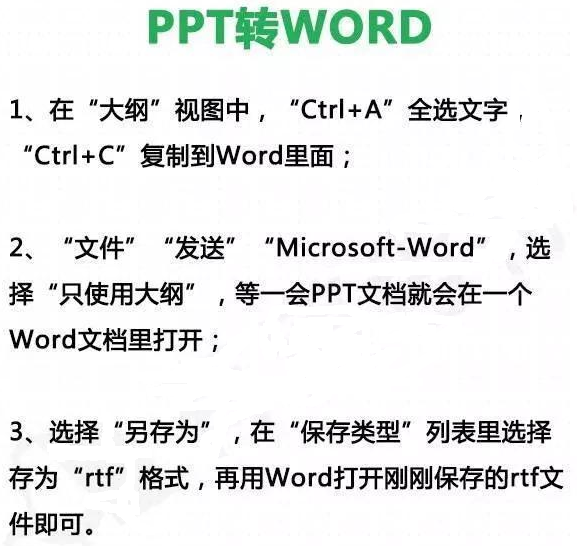 PPT转WORD
1、在“大纲”视图中，“Ctrl+A”全选文字，
“Ctrl+C”复制到Word里面；
2、“文件”“发送”“Microsoft-Word”，选
择“只使用大纲”，等一会PPT文档就会在一个
Word文档里打开；
3、选择“另存为”，在“保存类型”列表里选择
存为“rtf”格式，再用Word打开刚刚保存的rtf文
件即可。